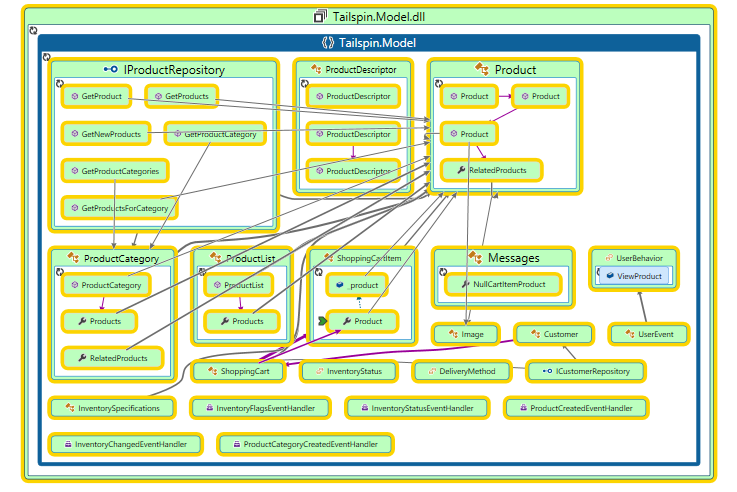 Tailspin.Model.dll
Tailspin.Model
IProductRepository
GetProduct
GetProducts
GetNewProducts
GetProductCategory
GetProductCategories
GetProductsForCategory
ProductDescriptor
ProductDescriptor
ProductDescriptor
ProductDescriptor
Product
Product
Product
Product
RelatedProducts
ProductCategory
ProductCategory
Products
RelatedProducts
ProductList
ProductList
Products
ShoppingCartItem
_product
Product
Messages
NullCartItemProduct
UserBehavior
ViewProduct
Image
Customer
UserEvent
ShoppingCart
InventoryStatus
DeliveryMethod
ICustomerRepository
InventorySpecifications
InventoryFlagsEventHandler
InventoryStatusEventHandler
ProductCreatedEventHandler
InventoryChangedEventHandler
ProductCategoryCreatedEventHandler